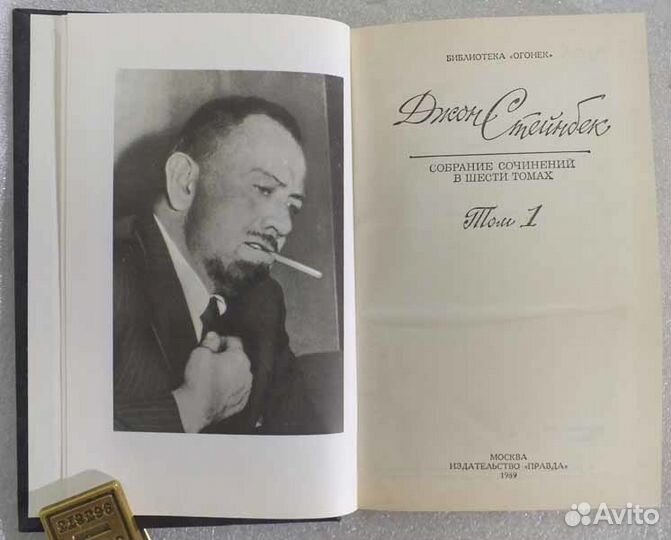 БИБЛИОТЕКА «ОГОНЕК»
Джон Стейнбек
СОБРАНИЕ СОЧИНЕНИЙ
В ШЕСТИ ТОМАХ
Том 1
МОСКВА
ИЗДАТЕЛЬСТВО «ПРАВДА»
1989
Avito